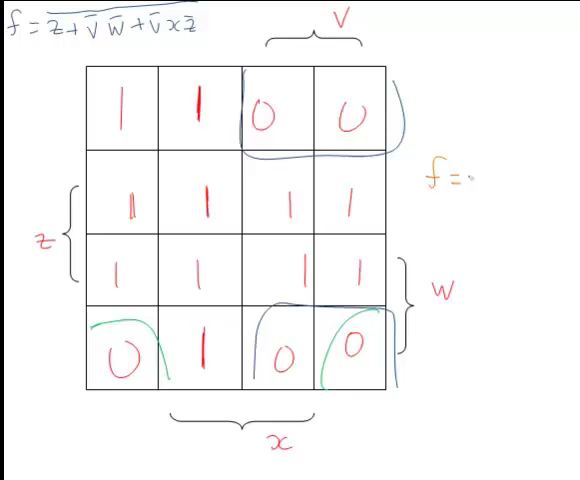 f = z + v̄ w̄ + v̄ x z̄
v
1 1 0 0
f =
1 1 1 1
z
1 1 1 1
w
0 1 0 0
x